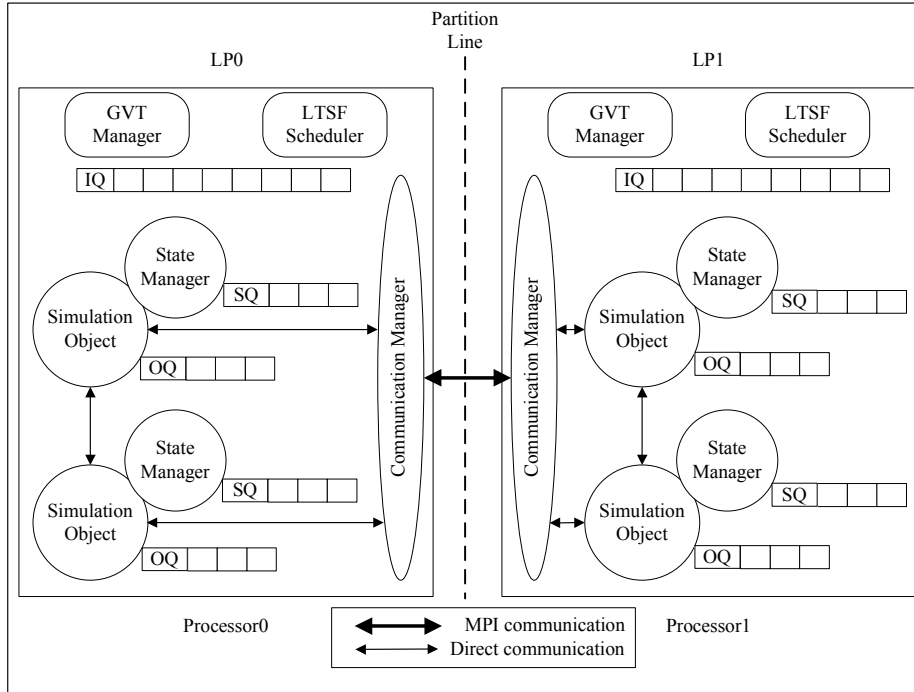 Partition
Line
LP0
LP1
GVT
Manager
LTSF
Scheduler
GVT
Manager
LTSF
Scheduler
IQ
IQ
State
Manager
SQ
Simulation
Object
OQ
State
Manager
SQ
Simulation
Object
OQ
Communication Manager
Communication Manager
State
Manager
SQ
Simulation
Object
OQ
State
Manager
SQ
Simulation
Object
OQ
Processor0
Processor1
MPI communication
Direct communication